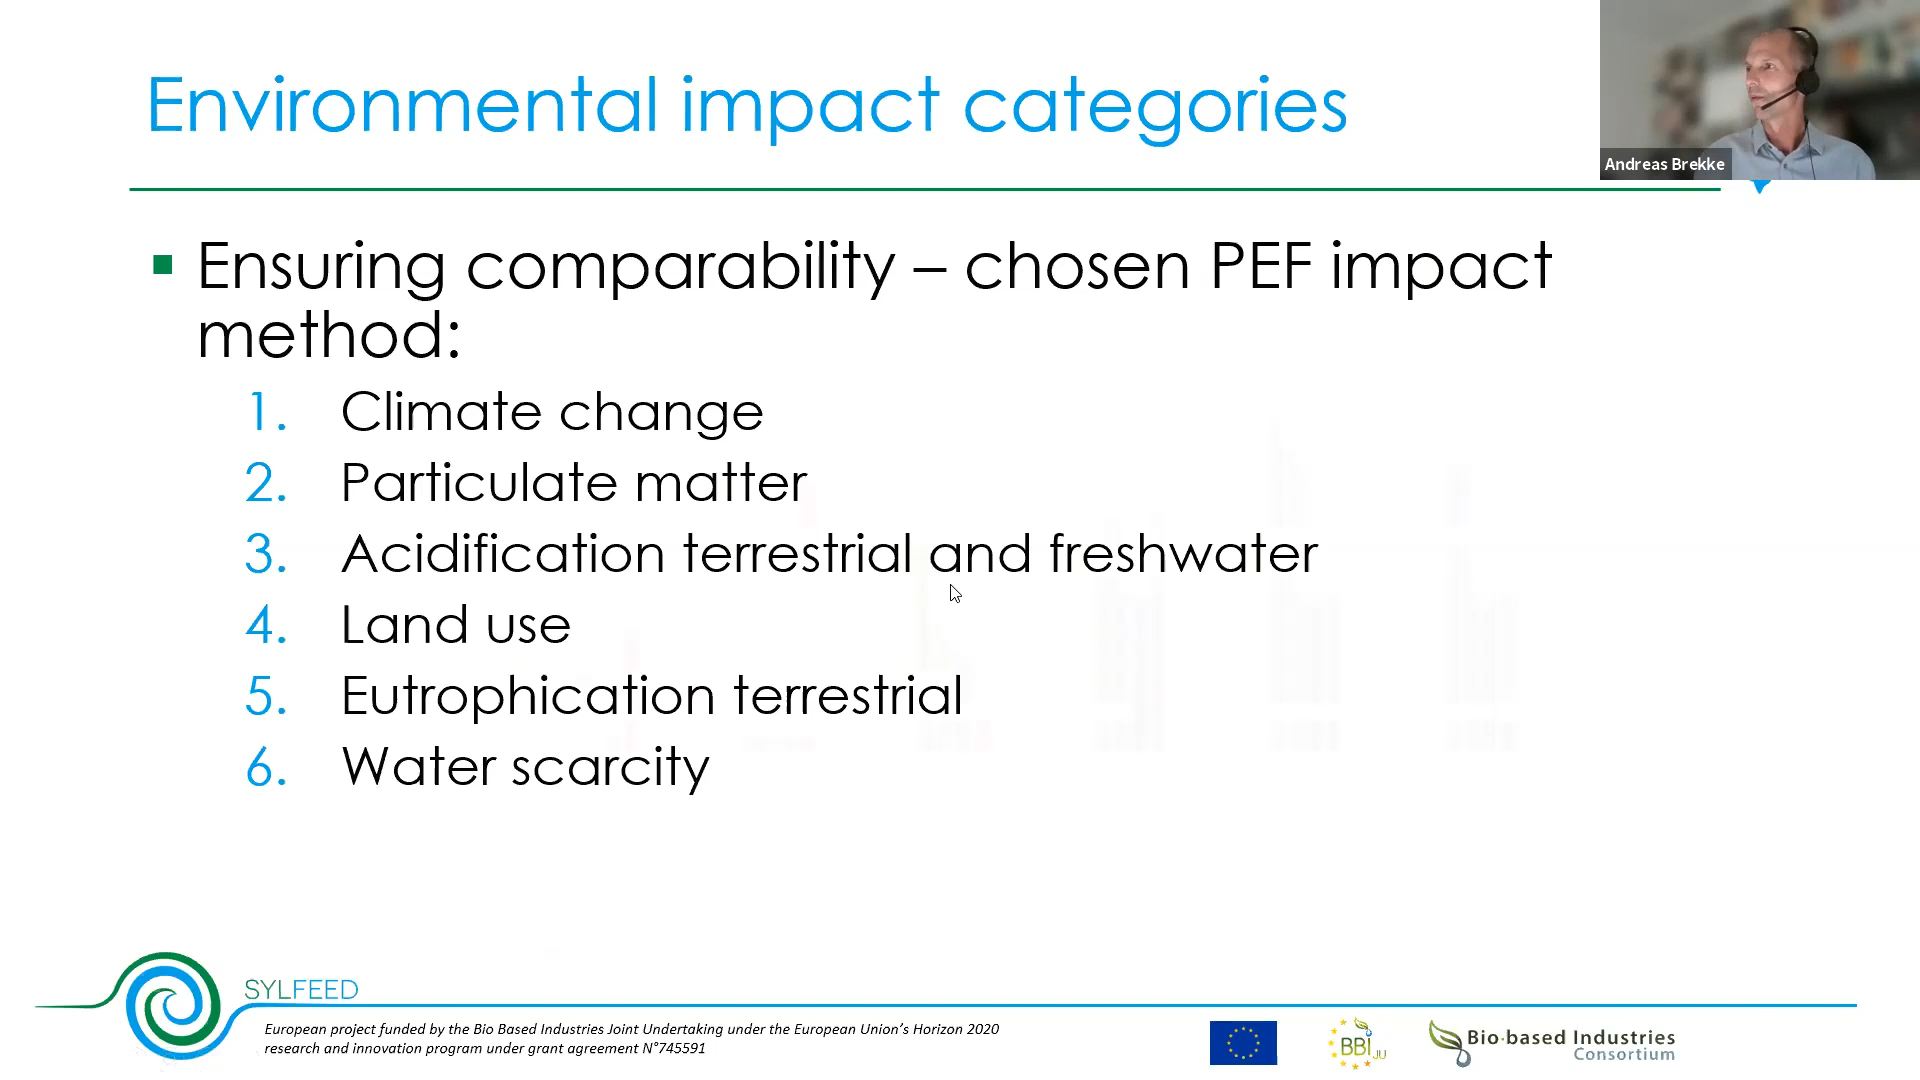 Environmental impact categories
Andreas Brekke
Ensuring comparability – chosen PEF impact
method:
1. Climate change
2. Particulate matter
3. Acidification terrestrial and freshwater
4. Land use
5. Eutrophication terrestrial
6. Water scarcity
SYLFEED
European project funded by the Bio Based Industries Joint Undertaking under the European Union's Horizon 2020
research and innovation program under grant agreement N°745591
BBI JU
Bio-based Industries
Consortium